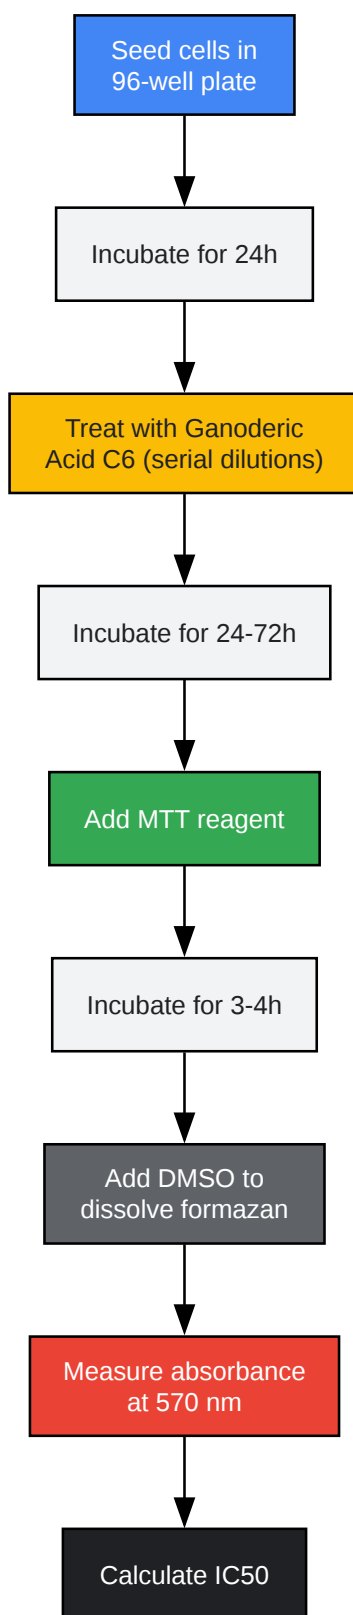 Seed cells in
96-well plate
Incubate for 24h
Treat with Ganoderic
Acid C6 (serial dilutions)
Incubate for 24-72h
Add MTT reagent
Incubate for 3-4h
Add DMSO to
dissolve formazan
Measure absorbance
at 570 nm
Calculate IC50